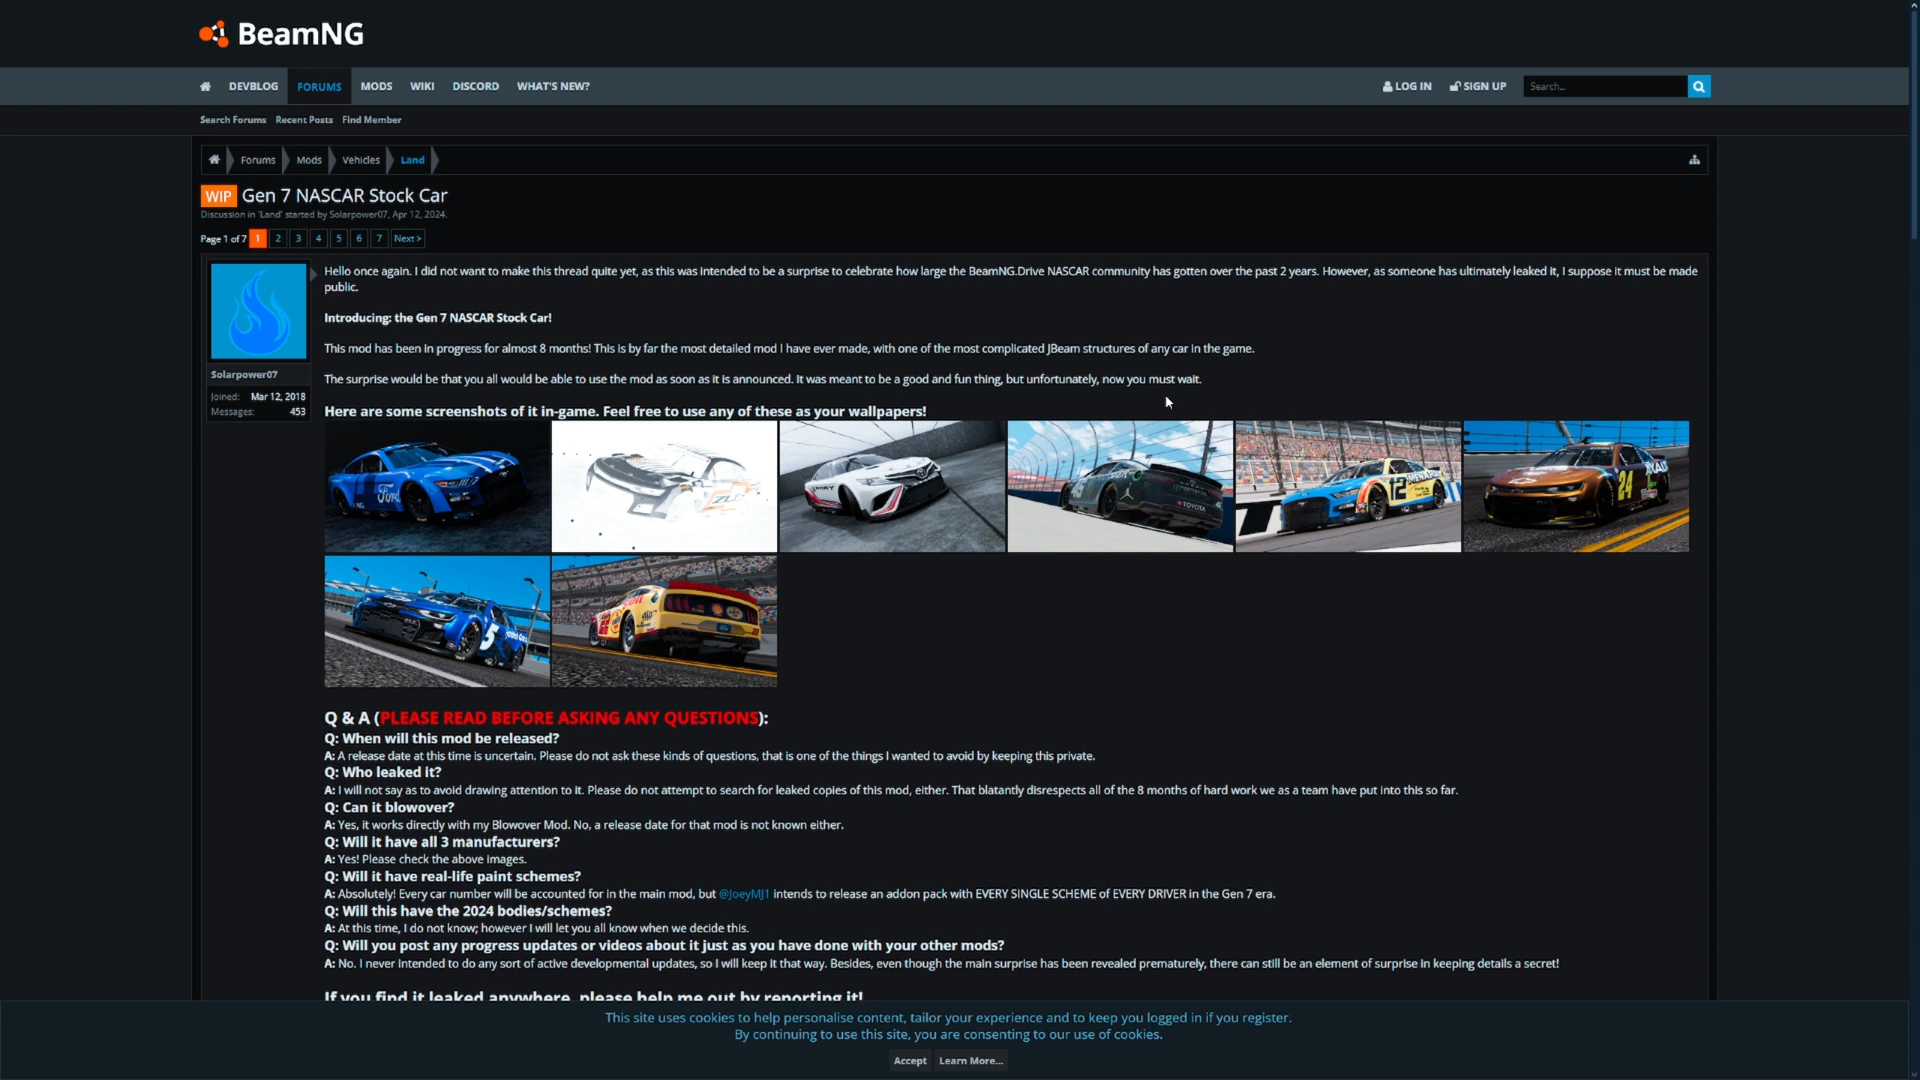 BeamNG
DEVBLOG FORUMS MODS WIKI DISCORD WHAT'S NEW? LOG IN SIGN UP Search...
Search Forums Recent Posts Find Member
Forums Mods Vehicles Land
WIP Gen 7 NASCAR Stock Car
Discussion in 'Land' started by Solarpower07, Apr 12, 2024.
Page 1 of 7 1 2 3 4 5 6 7 Next >
Hello once again. I did not want to make this thread quite yet, as this was intended to be a surprise to celebrate how large the BeamNG.Drive NASCAR community has gotten over the past 2 years. However, as someone has ultimately leaked it, I suppose it must be made
public.
Introducing: the Gen 7 NASCAR Stock Car!
This mod has been in progress for almost 8 months! This is by far the most detailed mod I have ever made, with one of the most complicated JBeam structures of any car in the game.
Solarpower07
Joined: Mar 12, 2018
Messages: 453
The surprise would be that you all would be able to use the mod as soon as it is announced. It was meant to be a good and fun thing, but unfortunately, now you must wait.
Here are some screenshots of it in-game. Feel free to use any of these as your wallpapers!
Ford
TOYOTA
12 MENARDS
24
5
Q & A (PLEASE READ BEFORE ASKING ANY QUESTIONS):
Q: When will this mod be released?
A: A release date at this time is uncertain. Please do not ask these kinds of questions, that is one of the things I wanted to avoid by keeping this private.
Q: Who leaked it?
A: I will not say as to avoid drawing attention to it. Please do not attempt to search for leaked copies of this mod, either. That blatantly disrespects all of the 8 months of hard work we as a team have put into this so far.
Q: Can it blowover?
A: Yes, it works directly with my Blowover Mod. No, a release date for that mod is not known either.
Q: Will it have all 3 manufacturers?
A: Yes! Please check the above images.
Q: Will it have real-life paint schemes?
A: Absolutely! Every car number will be accounted for in the main mod, but @JoeyMJ1 intends to release an addon pack with EVERY SINGLE SCHEME of EVERY DRIVER in the Gen 7 era.
Q: Will this have the 2024 bodies/schemes?
A: At this time, I do not know; however I will let you all know when we decide this.
Q: Will you post any progress updates or videos about it just as you have done with your other mods?
A: No. I never intended to do any sort of active developmental updates, so I will keep it that way. Besides, even though the main surprise has been revealed prematurely, there can still be an element of surprise in keeping details a secret!
If you find it leaked anywhere, please help me out by reporting it!
This site uses cookies to help personalise content, tailor your experience and to keep you logged in if you register.
By continuing to use this site, you are consenting to our use of cookies.
Accept Learn More...